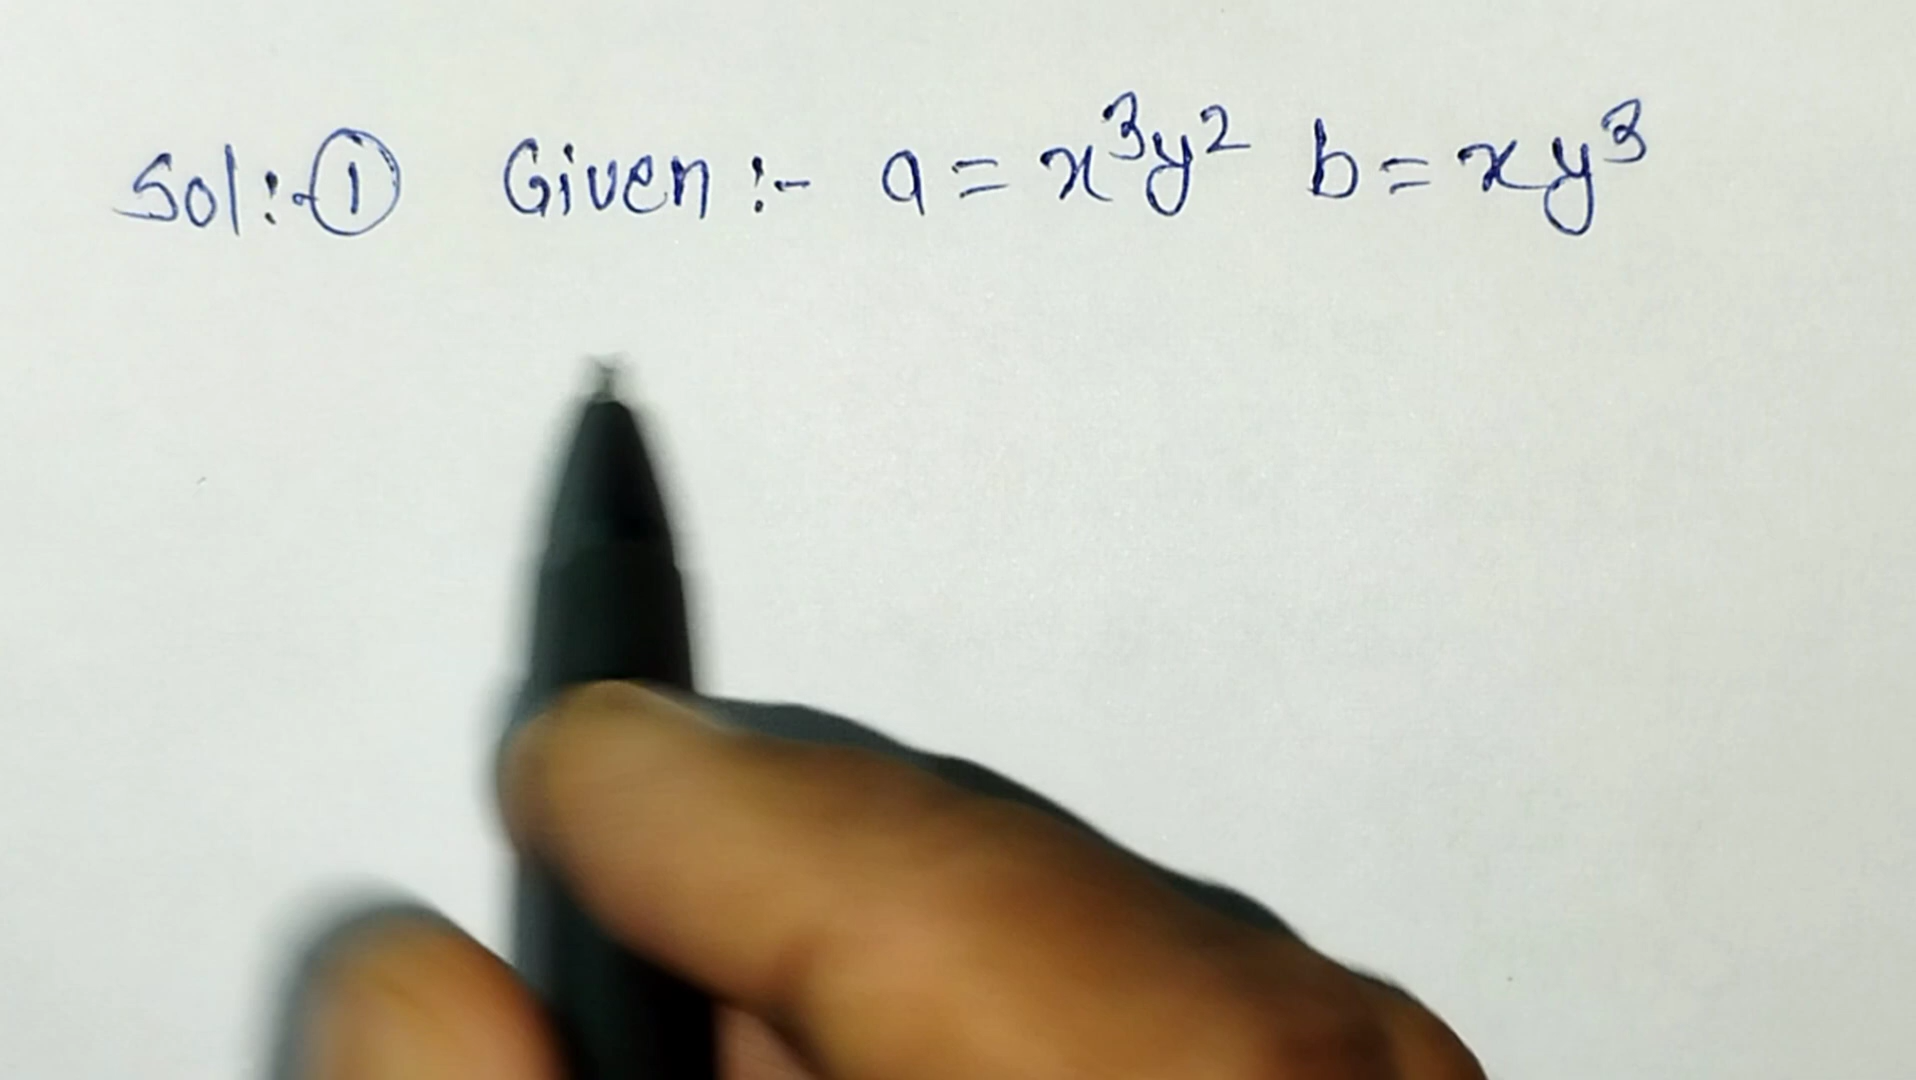 Sol:-① Given :- a = x³y² b = xy³